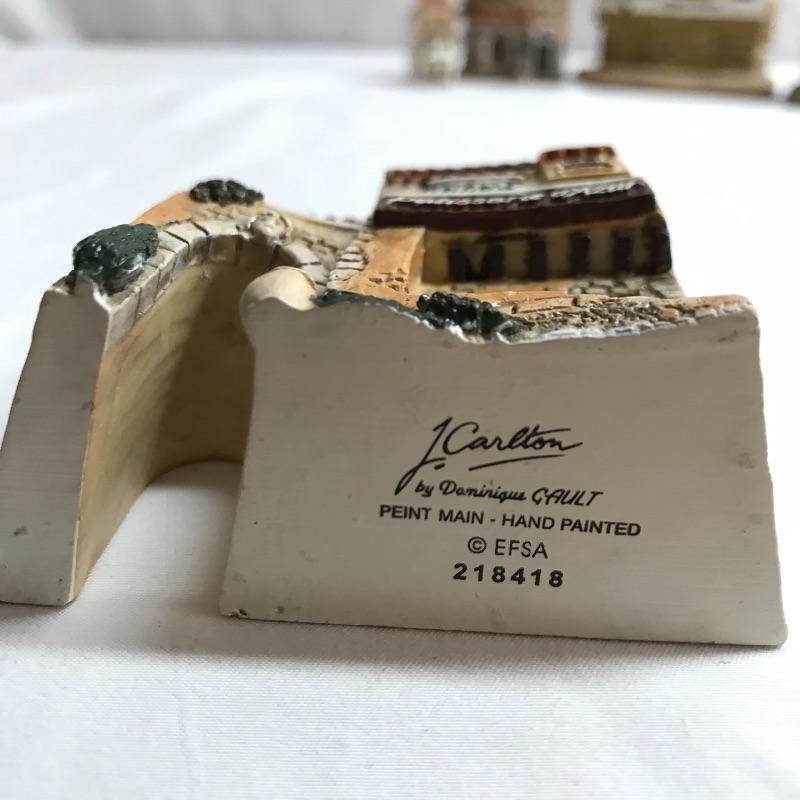 J. Carlton
by Dominique GAULT
PEINT MAIN - HAND PAINTED
© EFSA
218418